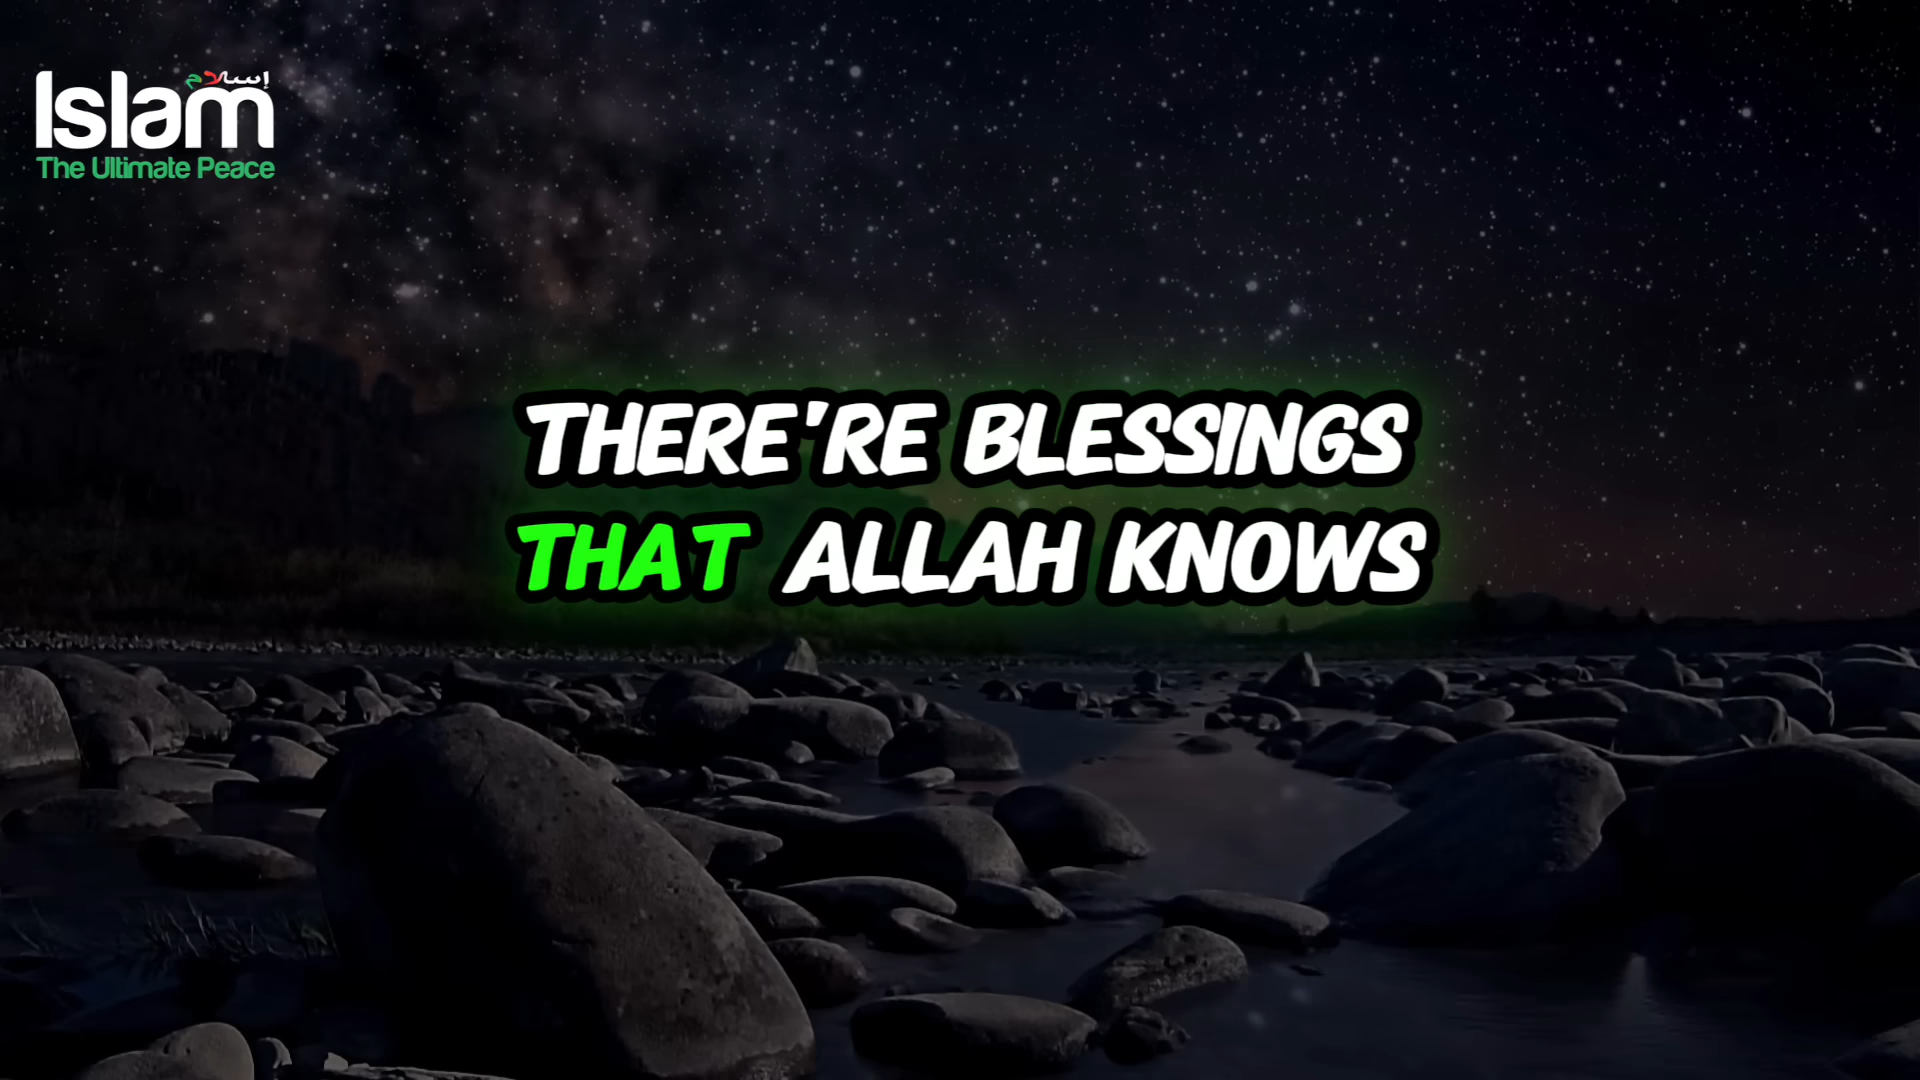 إسلام
Islam
The Ultimate Peace
THERE'RE BLESSINGS
THAT ALLAH KNOWS